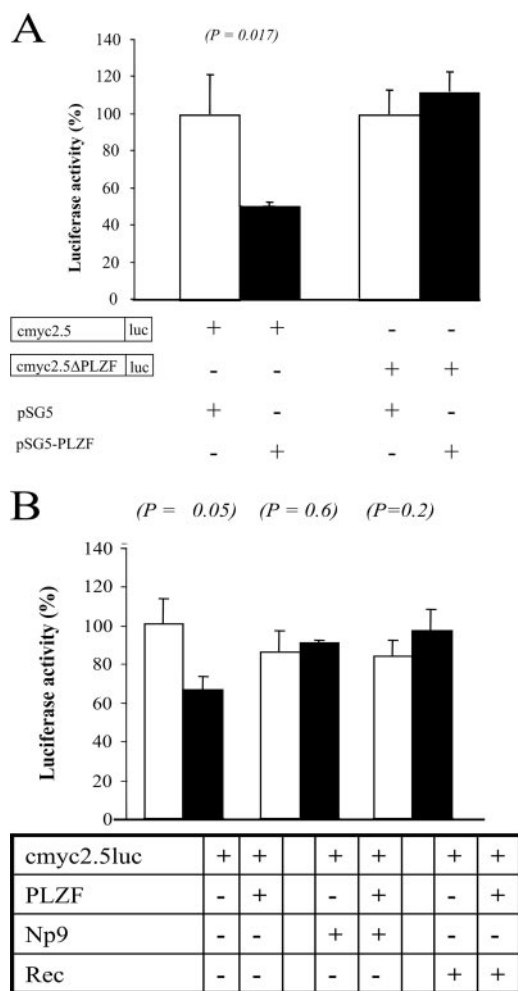 A
(P = 0.017)
Luciferase activity (%)
140
120
100
80
60
40
20
0
cmyc2.5 luc + + - -
cmyc2.5ΔPLZF luc - - + +
pSG5 + - + -
pSG5-PLZF - + - +
B
(P = 0.05) (P = 0.6) (P=0.2)
Luciferase activity (%)
140
120
100
80
60
40
20
0
cmyc2.5luc + + + + + +
PLZF - + - + - +
Np9 - - + + - -
Rec - - - - + +